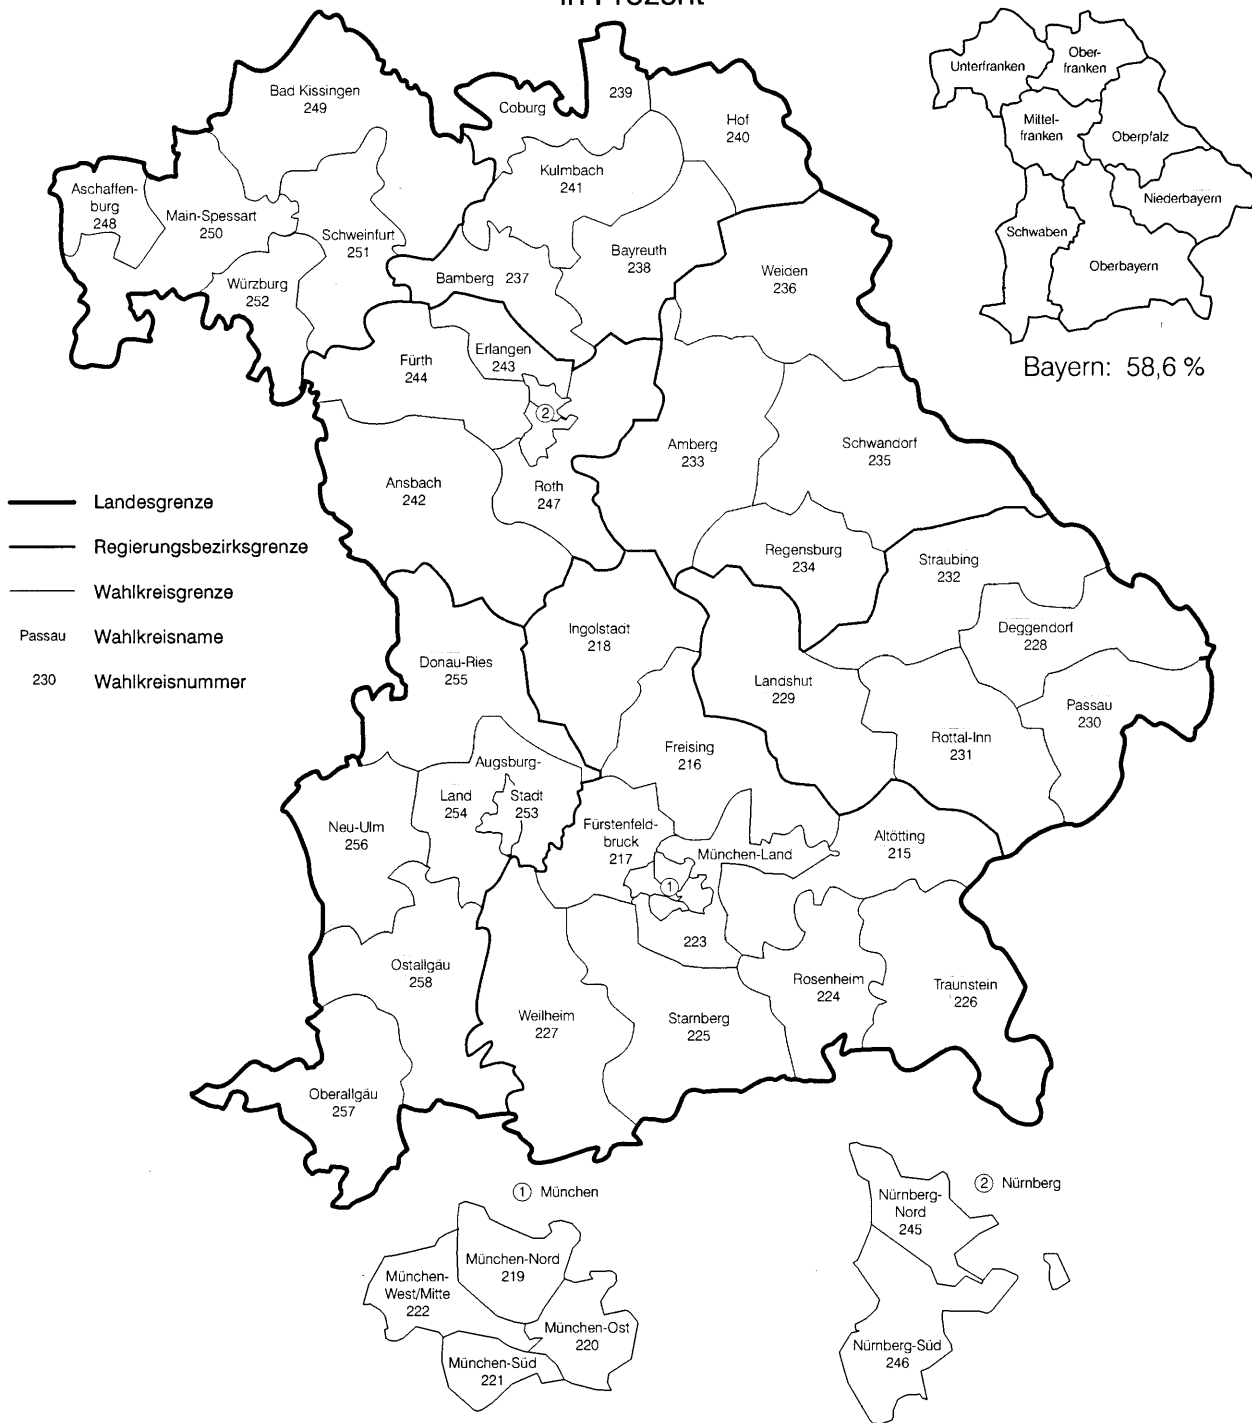 in Prozent
Bad Kissingen
249
Coburg
239
Hof
240
Kulmbach
241
Aschaffen-
burg
248
Main-Spessart
250
Schweinfurt
251
Würzburg
252
Bamberg 237
Bayreuth
238
Weiden
236
Fürth
244
Erlangen
243
2
Ansbach
242
Roth
247
Amberg
233
Schwandorf
235
Regensburg
234
Straubing
232
Deggendorf
228
Passau
230
Ingolstadt
218
Donau-Ries
255
Landshut
229
Rottal-Inn
231
Freising
216
Augsburg-
Land
254
Stadt
253
Neu-Ulm
256
Fürstenfeld-
bruck
217
München-Land
1
223
Altötting
215
Ostallgäu
258
Weilheim
227
Starnberg
225
Rosenheim
224
Traunstein
226
Oberallgäu
257
Unterfranken
Ober-
franken
Mittel-
franken
Oberpfalz
Niederbayern
Schwaben
Oberbayern
Bayern: 58,6 %
Landesgrenze
Regierungsbezirksgrenze
Wahlkreisgrenze
Passau Wahlkreisname
230 Wahlkreisnummer
1 München
München-Nord
219
München-
West/Mitte
222
München-Ost
220
München-Süd
221
2 Nürnberg
Nürnberg-
Nord
245
Nürnberg-Süd
246